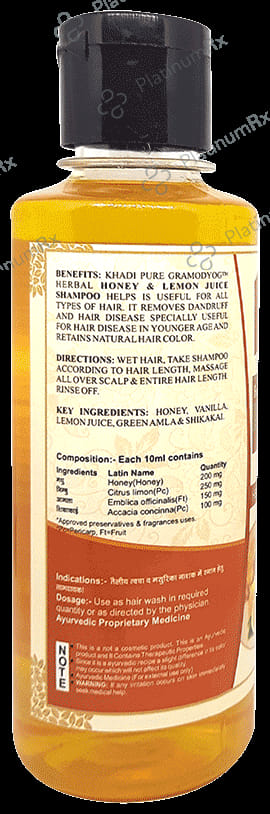 PlatinumRx
BENEFITS: KHADI PURE GRAMODYOG™
HERBAL HONEY & LEMON JUICE
SHAMPOO HELPS IS USEFUL FOR ALL
TYPES OF HAIR. IT REMOVES DANDRUFF
AND HAIR DISEASE SPECIALLY USEFUL
FOR HAIR DISEASE IN YOUNGER AGE AND
RETAINS NATURAL HAIR COLOR.
DIRECTIONS: WET HAIR, TAKE SHAMPOO
ACCORDING TO HAIR LENGTH, MASSAGE
ALL OVER SCALP & ENTIRE HAIR LENGTH.
RINSE OFF.
KEY INGREDIENTS: HONEY, VANILLA,
LEMON JUICE, GREEN AMLA & SHIKAKAI.
Composition:- Each 10ml contains
Ingredients Latin Name Quantity
मधु Honey(Honey) 200 mg
Citrus limon(Pc) 250 mg
Emblica officinalis(Ft) 150 mg
Accacia concinna(Pc) 100 mg
*Approved preservatives & fragrances uses.
Pericarp, Ft=Fruit
Indications:-
Dosage:- Use as hair wash in required
quantity or as directed by the physician
Ayurvedic Proprietary Medicine
NOTE
This is not a cosmetic product. This is an Ayurvedic
product and It Contains Therapeutic Properties
Since it is a ayurvedic recipe a slight difference in its color
may occur which will not affect its quality.
Ayurvedic Medicine (For external use only)
WARNING: If any irritation occurs on skin immediately
seek medical help.